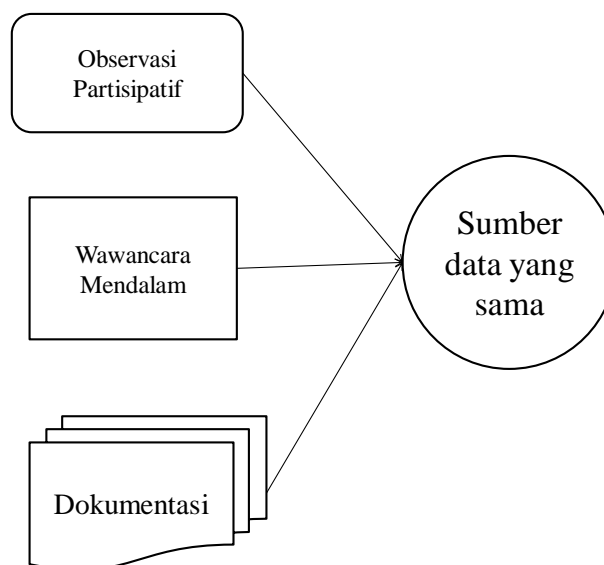 Observasi
Partisipatif
Wawancara
Mendalam
Dokumentasi
Sumber
data yang
sama